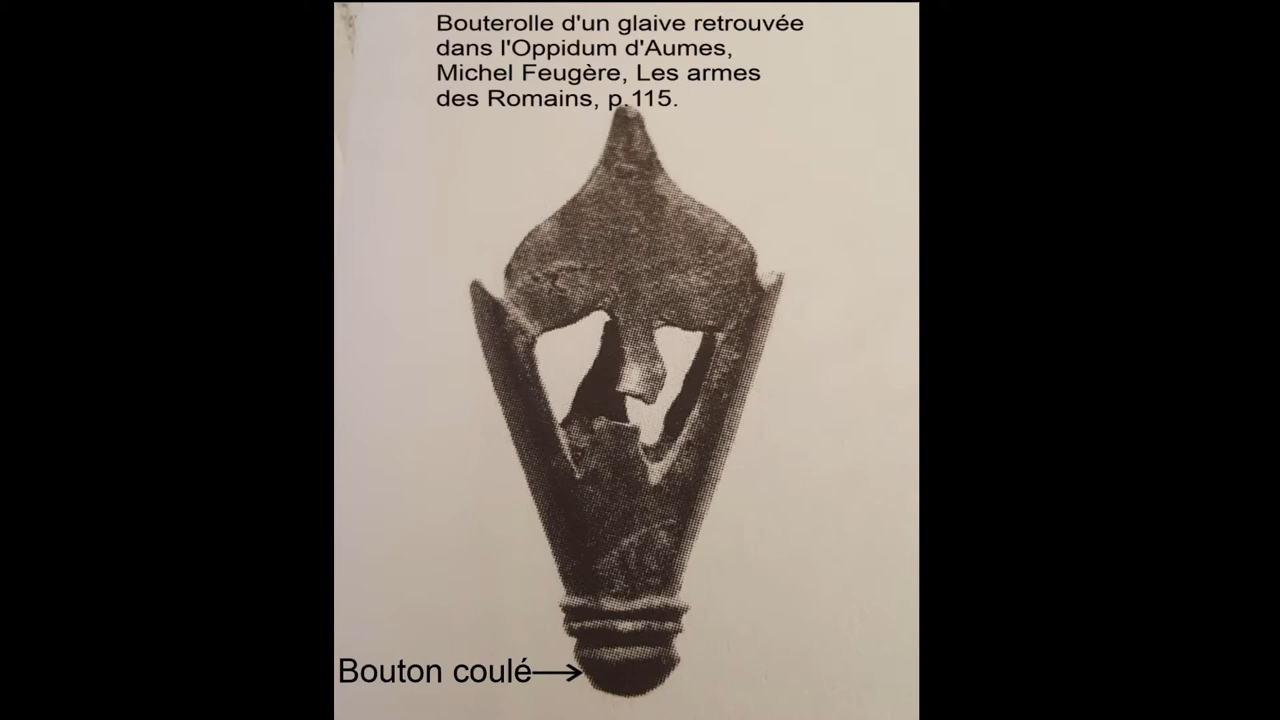 Bouterolle d'un glaive retrouvée
dans l'Oppidum d'Aumes,
Michel Feugère, Les armes
des Romains, p.115.
Bouton coulé